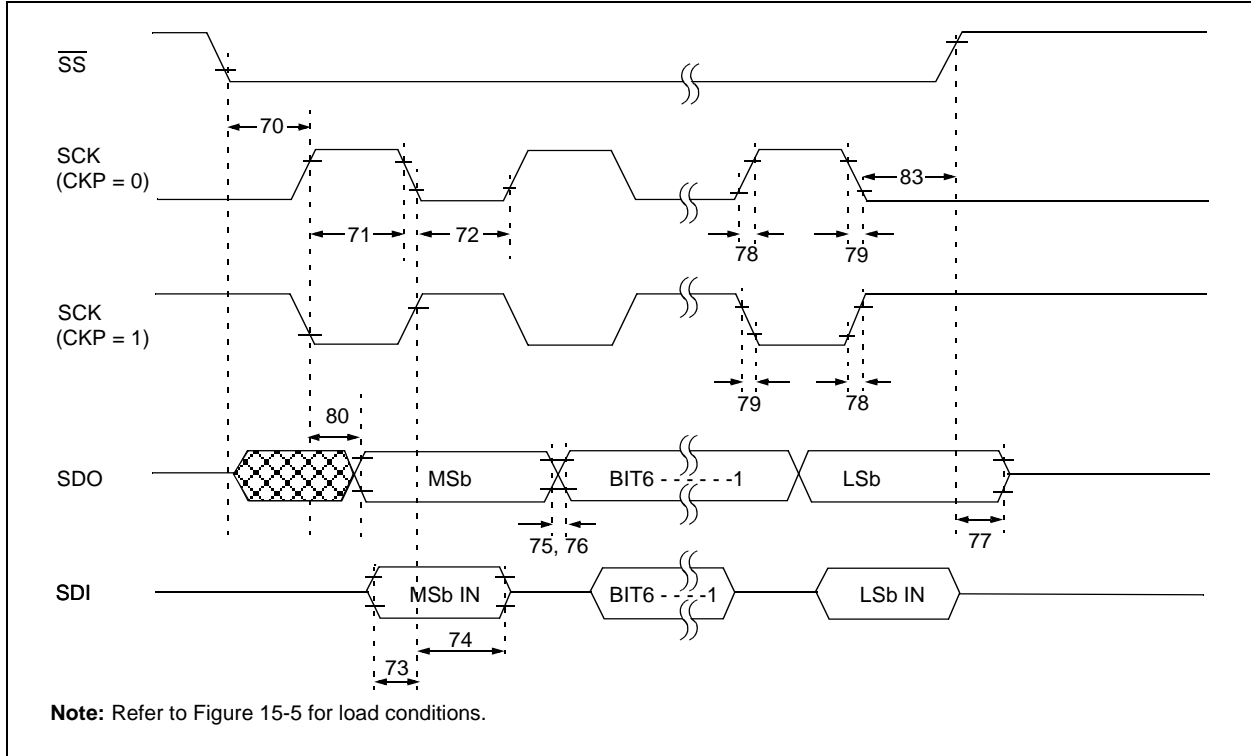 SS
70
SCK
(CKP = 0)
83
71
72
78
79
SCK
(CKP = 1)
79
78
80
SDO
MSb
BIT6 - - - - - -1
LSb
75, 76
77
SDI
MSb IN
BIT6 - - - -1
LSb IN
74
73
Note: Refer to Figure 15-5 for load conditions.